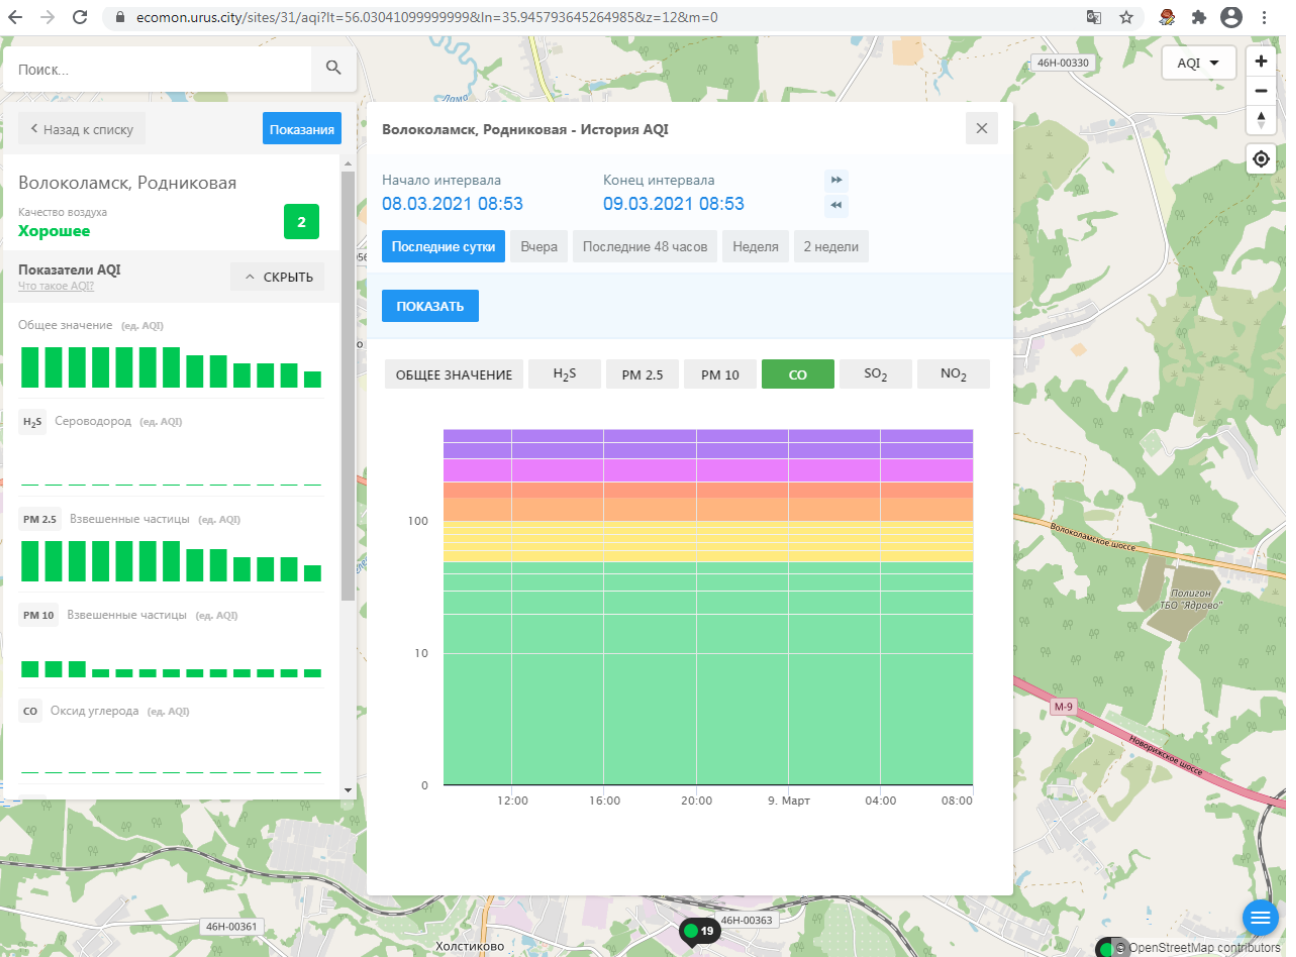 ecomon.urus.city/sites/31/aqi?lt=56.03041099999999&ln=35.945793645264985&z=12&m=0
Поиск...
46Н-00330
AQI
Назад к списку
Показания
Волоколамск, Родниковая - История AQI
Волоколамск, Родниковая
Качество воздуха
Хорошее
2
Начало интервала
Конец интервала
08.03.2021 08:53
09.03.2021 08:53
Последние сутки
Вчера
Последние 48 часов
Неделя
2 недели
Показатели AQI
Что такое AQI?
СКРЫТЬ
ПОКАЗАТЬ
Общее значение (ед. AQI)
ОБЩЕЕ ЗНАЧЕНИЕ
H2S
PM 2.5
PM 10
CO
SO2
NO2
H2S Сероводород (ед. AQI)
PM 2.5 Взвешенные частицы (ед. AQI)
PM 10 Взвешенные частицы (ед. AQI)
CO Оксид углерода (ед. AQI)
100
10
0
12:00
16:00
20:00
9. Март
04:00
08:00
Лама
Волоколамское шоссе
Полигон
ТБО "Ядрово"
М-9
Новорижское шоссе
46Н-00361
46Н-00363
19
Холстиково
© OpenStreetMap contributors